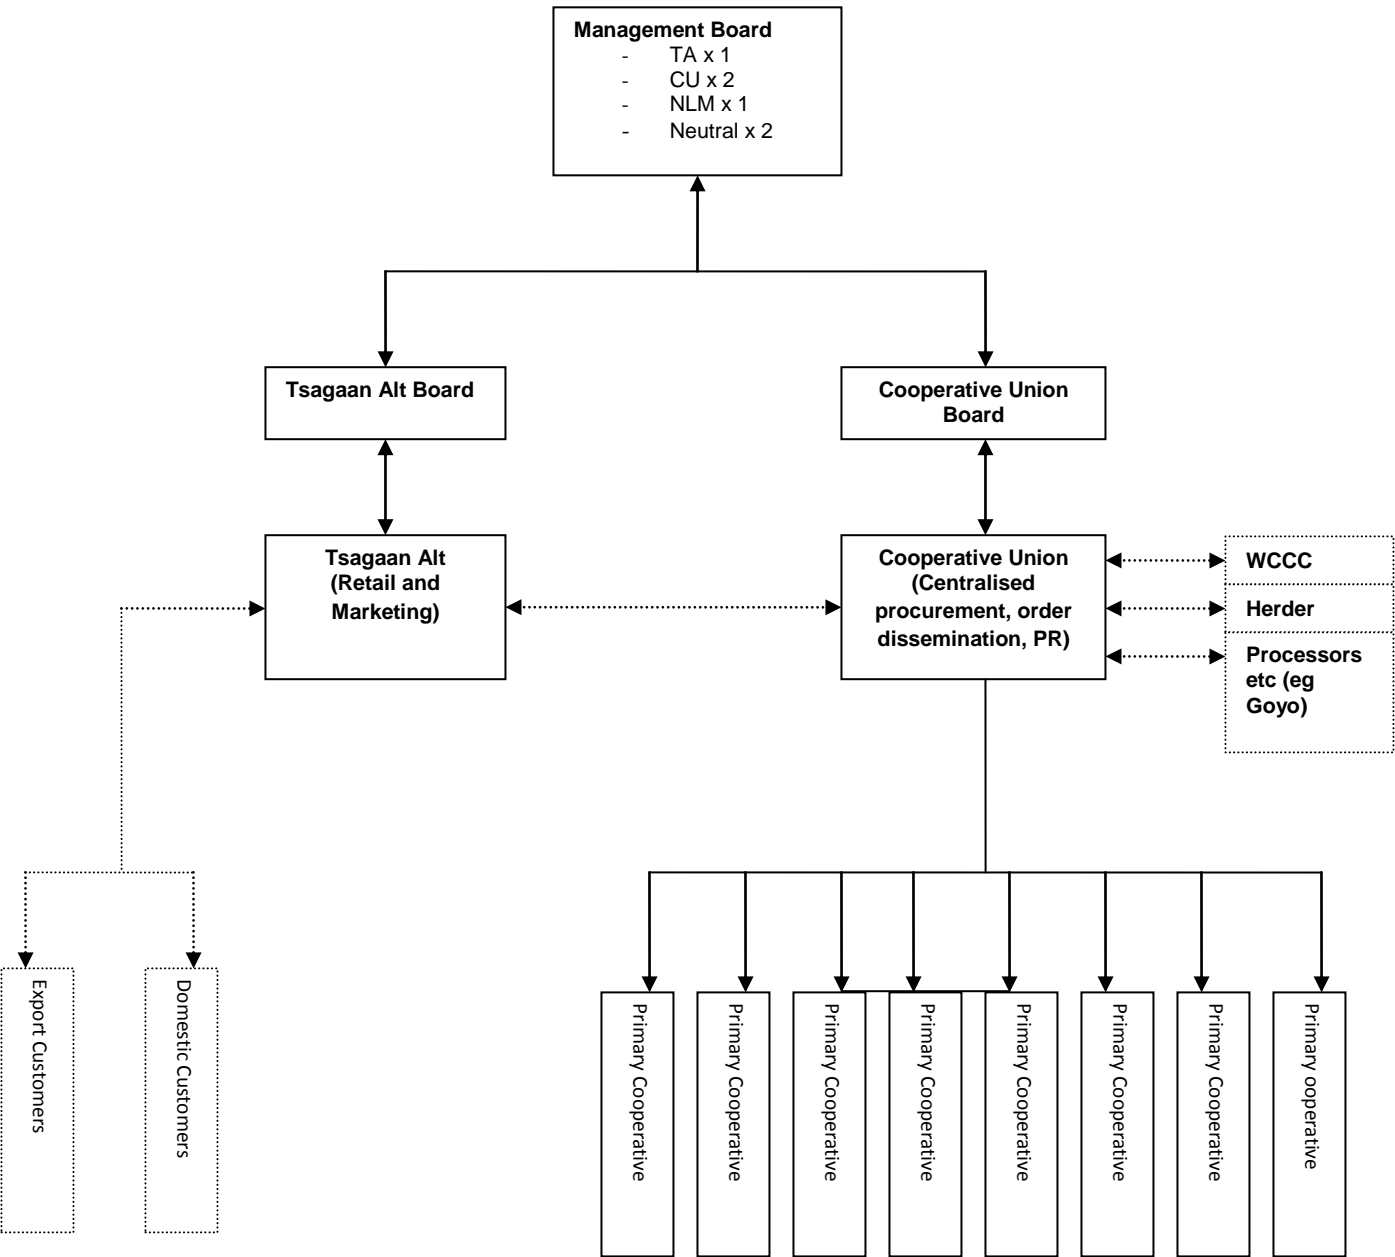 Management Board
- TA x 1
- CU x 2
- NLM x 1
- Neutral x 2
Tsagaan Alt Board
Cooperative Union
Board
Tsagaan Alt
(Retail and
Marketing)
Cooperative Union
(Centralised
procurement, order
dissemination, PR)
WCCC
Herder
Processors
etc (eg
Goyo)
Export Customers
Domestic Customers
Primary Cooperative
Primary Cooperative
Primary Cooperative
Primary Cooperative
Primary Cooperative
Primary Cooperative
Primary Cooperative
Primary ooperative